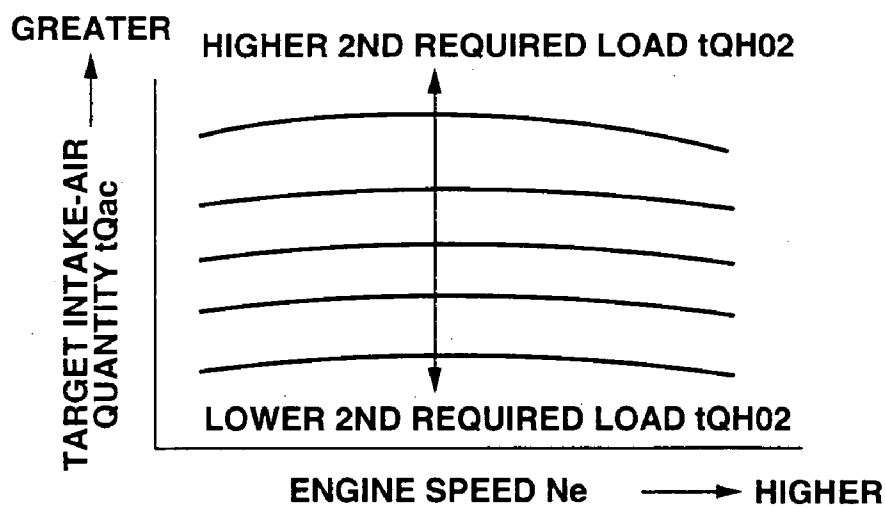 GREATER
HIGHER 2ND REQUIRED LOAD tQH02
TARGET INTAKE-AIR
QUANTITY tQac
LOWER 2ND REQUIRED LOAD tQH02
ENGINE SPEED Ne
HIGHER